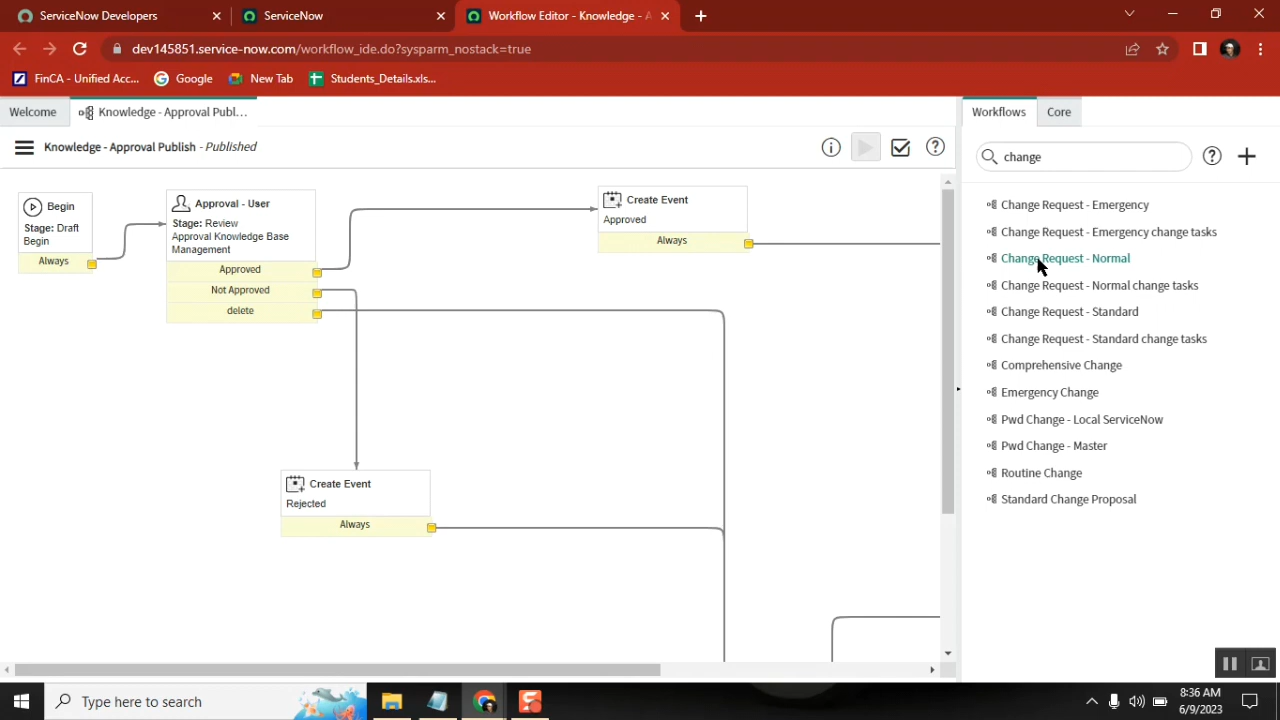 ServiceNow Developers
ServiceNow
Workflow Editor - Knowledge - A
dev145851.service-now.com/workflow_ide.do?sysparm_nostack=true
FinCA - Unified Acc...
Google
New Tab
Students_Details.xls...
Welcome
Knowledge - Approval Publ...
Workflows
Core
Knowledge - Approval Publish - Published
change
Begin
Stage: Draft
Begin
Always
Approval - User
Stage: Review
Approval Knowledge Base
Management
Approved
Not Approved
delete
Create Event
Approved
Always
Create Event
Rejected
Always
Change Request - Emergency
Change Request - Emergency change tasks
Change Request - Normal
Change Request - Normal change tasks
Change Request - Standard
Change Request - Standard change tasks
Comprehensive Change
Emergency Change
Pwd Change - Local ServiceNow
Pwd Change - Master
Routine Change
Standard Change Proposal
Type here to search
8:36 AM
6/9/2023